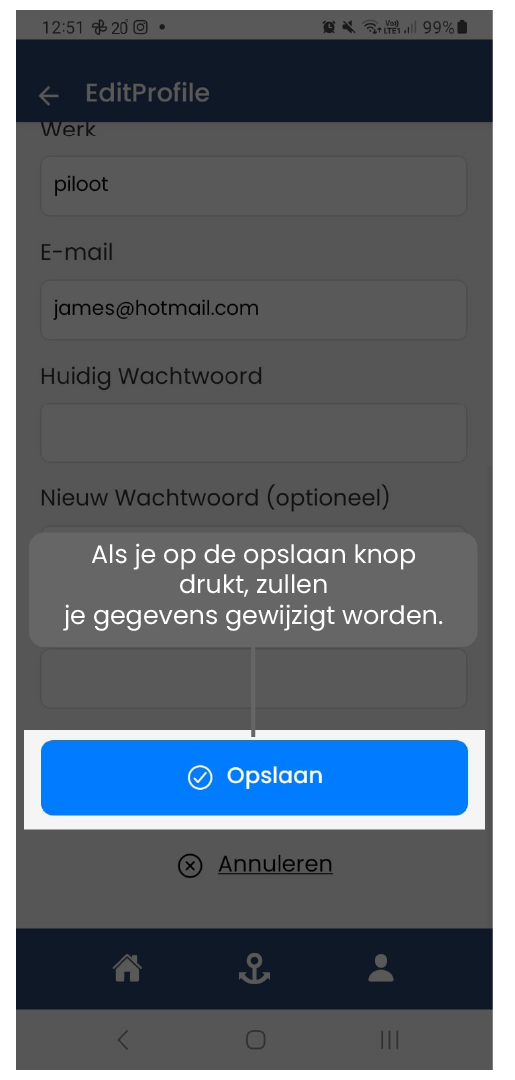 12:51 20° 99%
EditProfile
Werk
piloot
E-mail
james@hotmail.com
Huidig Wachtwoord
Nieuw Wachtwoord (optioneel)
Als je op de opslaan knop
drukt, zullen
je gegevens gewijzigt worden.
Opslaan
Annuleren